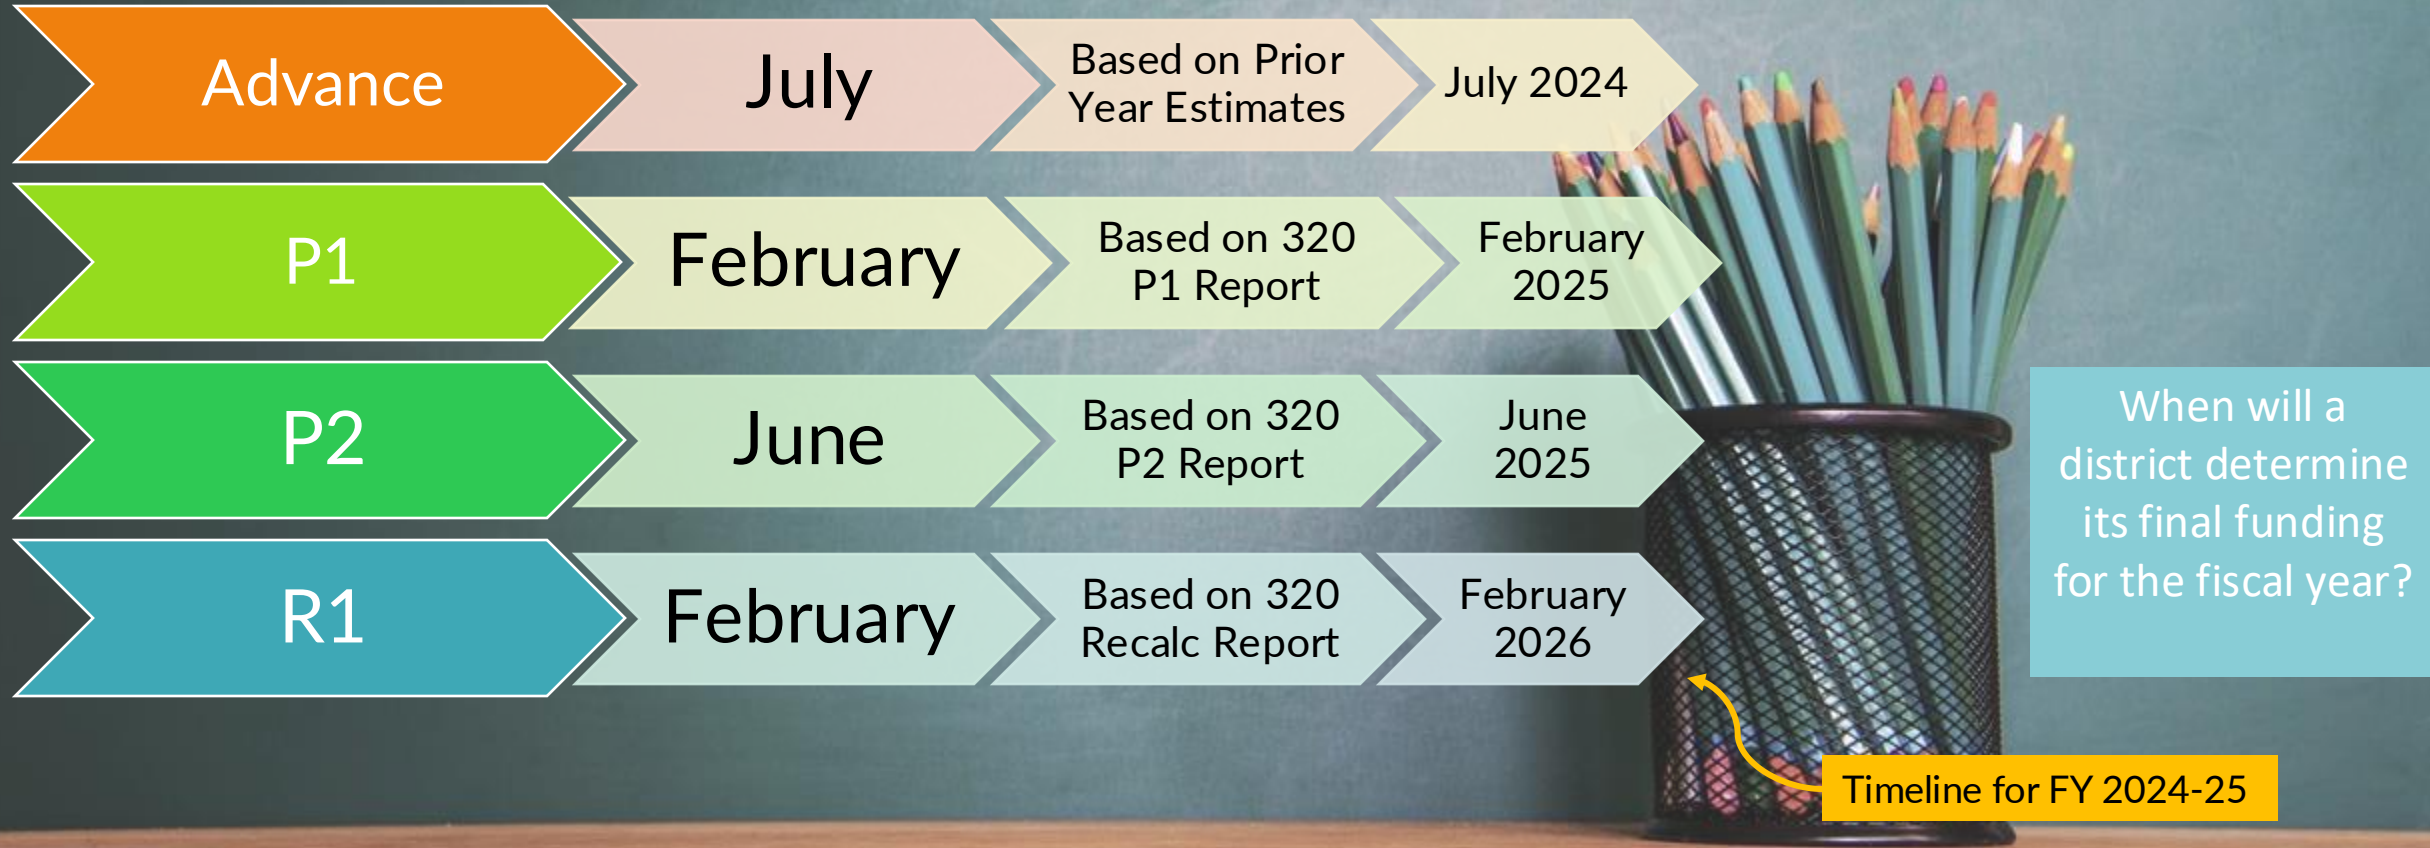 Advance
July
Based on Prior
Year Estimates
July 2024
P1
February
Based on 320
P1 Report
February
2025
P2
June
Based on 320
P2 Report
June
2025
R1
February
Based on 320
Recalc Report
February
2026
When will a
district determine
its final funding
for the fiscal year?
Timeline for FY 2024-25